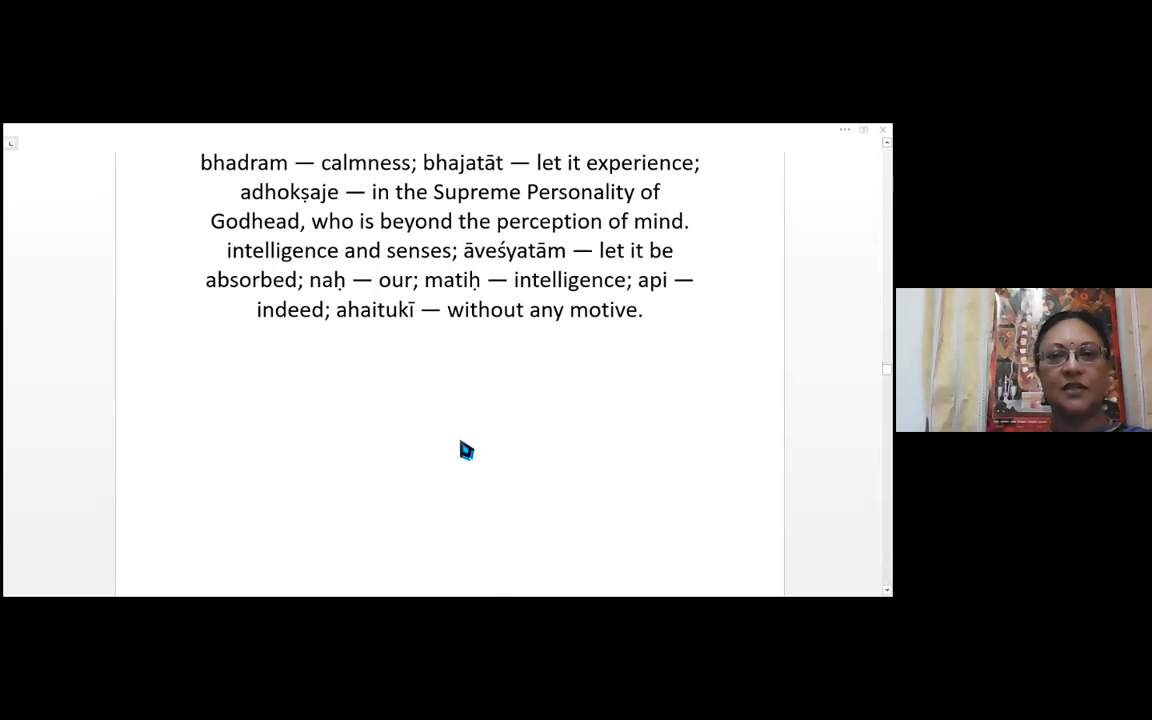 bhadram — calmness; bhajatāt — let it experience;
adhokṣaje — in the Supreme Personality of
Godhead, who is beyond the perception of mind.
intelligence and senses; āveśyatām — let it be
absorbed; naḥ — our; matiḥ — intelligence; api —
indeed; ahaitukī — without any motive.